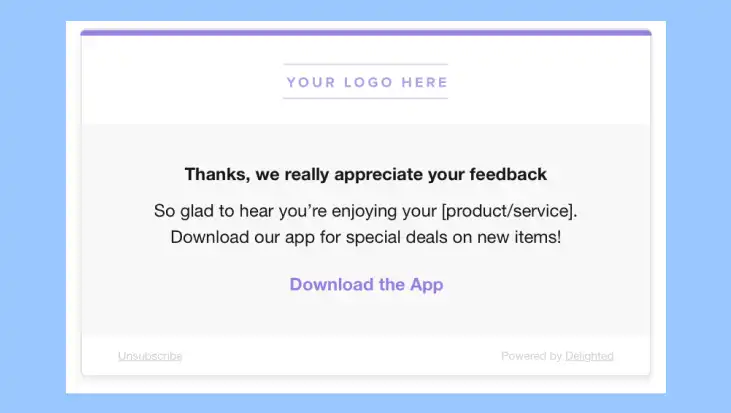 YOUR LOGO HERE
Thanks, we really appreciate your feedback
So glad to hear you’re enjoying your [product/service].
Download our app for special deals on new items!
Download the App
Unsubscribe
Powered by Delighted